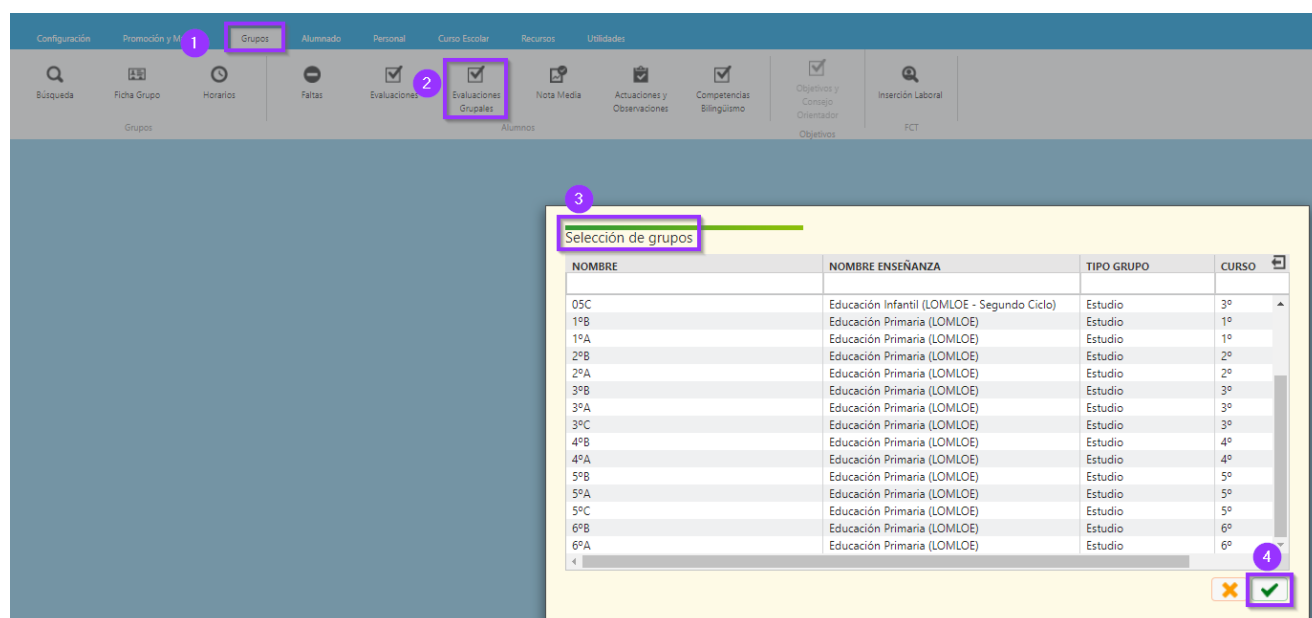 Configuración Promoción y M 1 Grupos Alumnado Personal Curso Escolar Recursos Utilidades
Búsqueda Ficha Grupo Horarios Faltas Evaluaciones 2 Evaluaciones Grupales Nota Media Actuaciones y Observaciones Competencias Bilingüismo Objetivos y Consejo Orientador Inserción Laboral
Grupos Alumnos Objetivos FCT
3
Selección de grupos
NOMBRE NOMBRE ENSEÑANZA TIPO GRUPO CURSO
05C Educación Infantil (LOMLOE - Segundo Ciclo) Estudio 3º
1ºB Educación Primaria (LOMLOE) Estudio 1º
1ºA Educación Primaria (LOMLOE) Estudio 1º
2ºB Educación Primaria (LOMLOE) Estudio 2º
2ºA Educación Primaria (LOMLOE) Estudio 2º
3ºB Educación Primaria (LOMLOE) Estudio 3º
3ºA Educación Primaria (LOMLOE) Estudio 3º
3ºC Educación Primaria (LOMLOE) Estudio 3º
4ºB Educación Primaria (LOMLOE) Estudio 4º
4ºA Educación Primaria (LOMLOE) Estudio 4º
5ºB Educación Primaria (LOMLOE) Estudio 5º
5ºA Educación Primaria (LOMLOE) Estudio 5º
5ºC Educación Primaria (LOMLOE) Estudio 5º
6ºB Educación Primaria (LOMLOE) Estudio 6º
6ºA Educación Primaria (LOMLOE) Estudio 6º
4